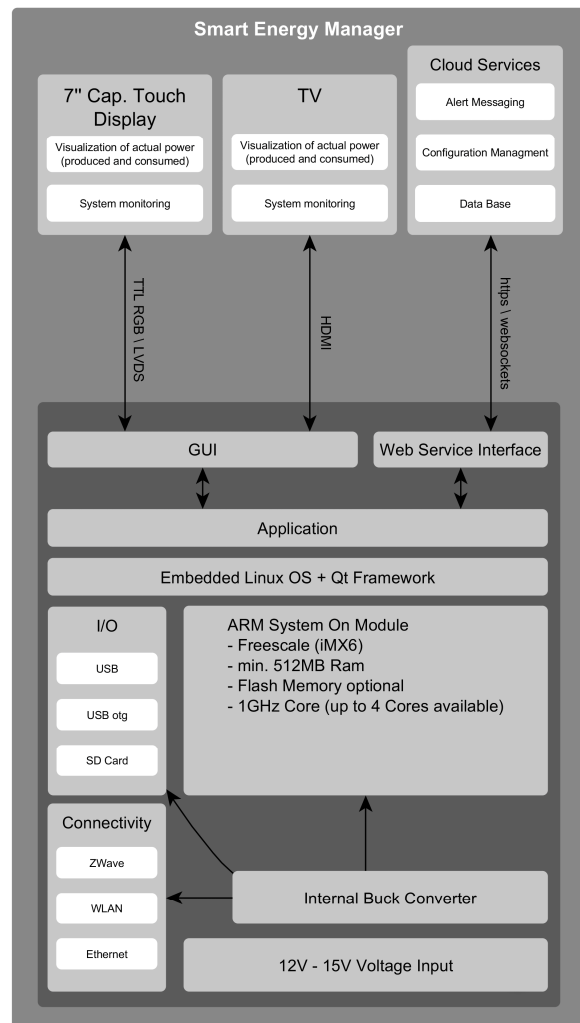 Smart Energy Manager
7" Cap. Touch
Display
Visualization of actual power
(produced and consumed)
System monitoring
TV
Visualization of actual power
(produced and consumed)
System monitoring
Cloud Services
Alert Messaging
Configuration Managment
Data Base
TTL RGB \ LVDS
HDMI
https \ websockets
GUI
Web Service Interface
Application
Embedded Linux OS + Qt Framework
I/O
USB
USB otg
SD Card
ARM System On Module
- Freescale (iMX6)
- min. 512MB Ram
- Flash Memory optional
- 1GHz Core (up to 4 Cores available)
Connectivity
ZWave
WLAN
Ethernet
Internal Buck Converter
12V - 15V Voltage Input